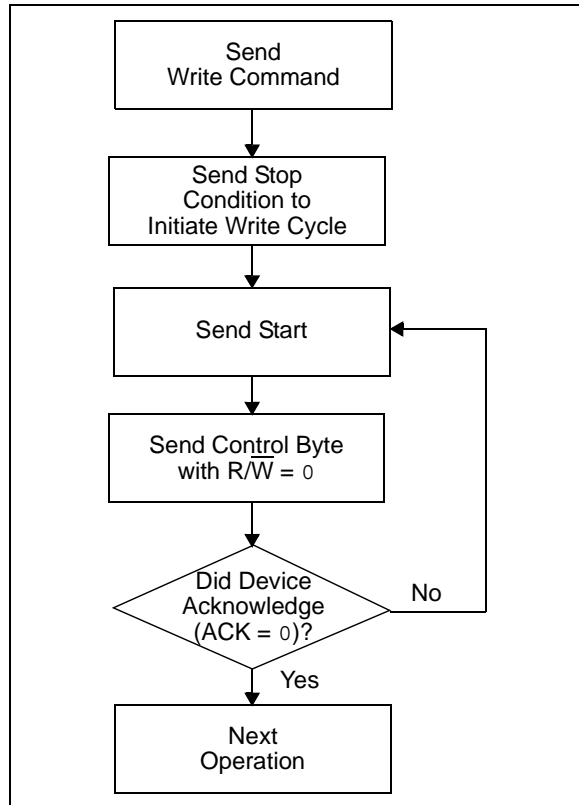 Send
Write Command
Send Stop
Condition to
Initiate Write Cycle
Send Start
Send Control Byte
with R/W̅ = 0
Did Device
Acknowledge
(ACK = 0)?
No
Yes
Next
Operation